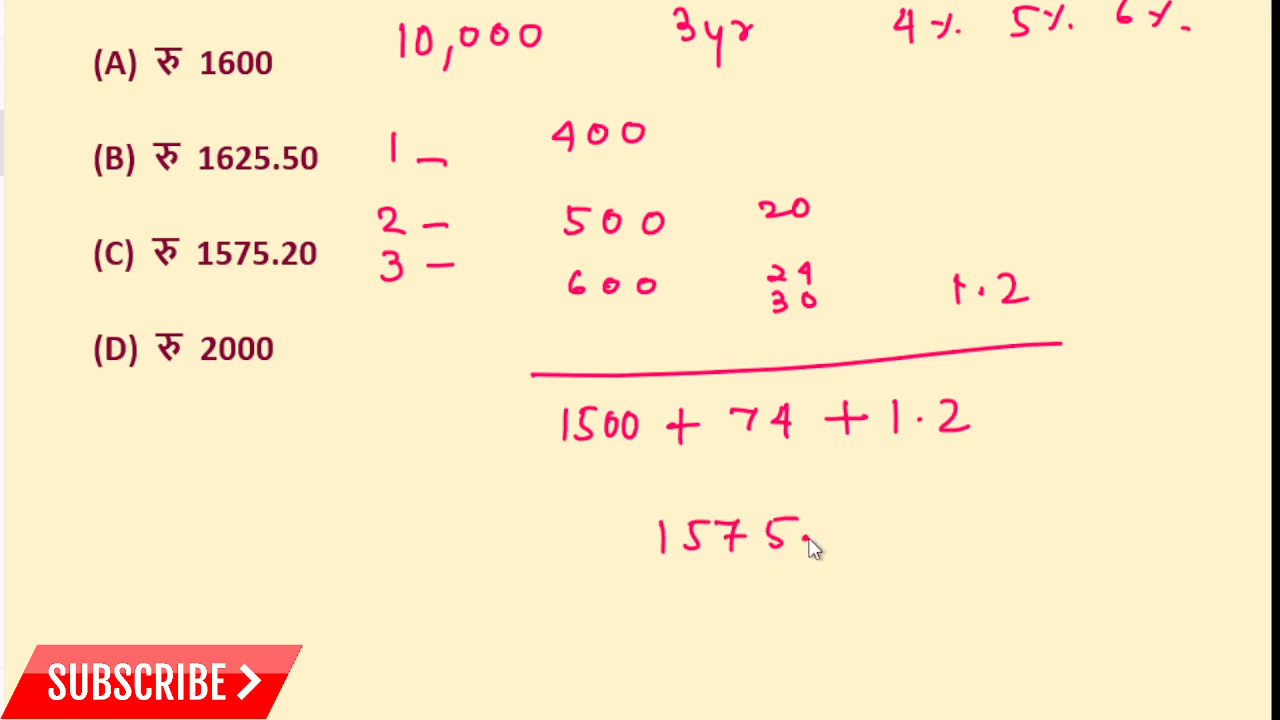 10,000 3yr 4% 5% 6%
(A) रु 1600
1 – 400
(B) रु 1625.50
2 – 500 20
(C) रु 1575.20
3 – 600 24 1.2
30
(D) रु 2000
1500 + 74 + 1.2
1575.
SUBSCRIBE